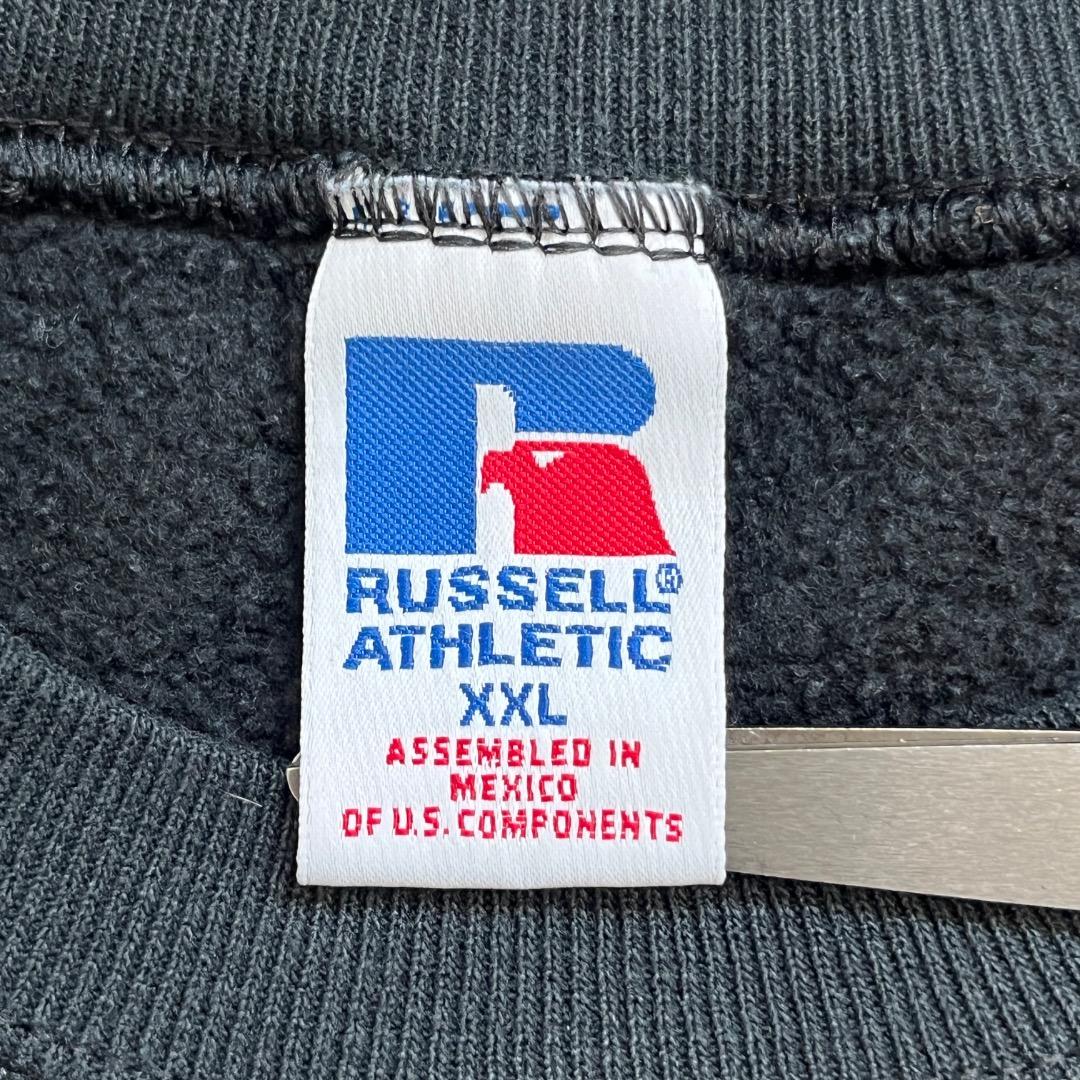 RUSSELL®
ATHLETIC
XXL
ASSEMBLED IN
MEXICO
OF U.S. COMPONENTS